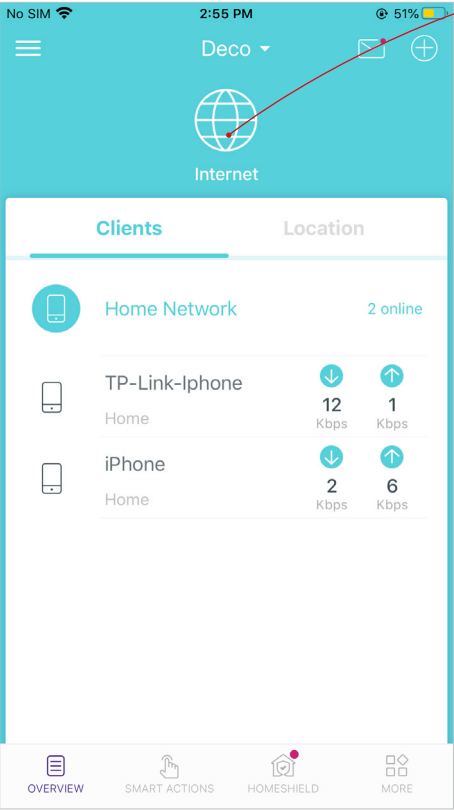 No SIM 2:55 PM 51%
Deco
Internet
Clients Location
Home Network 2 online
TP-Link-Iphone
12 1
Home Kbps Kbps
iPhone
2 6
Home Kbps Kbps
OVERVIEW SMART ACTIONS HOMESHIELD MORE